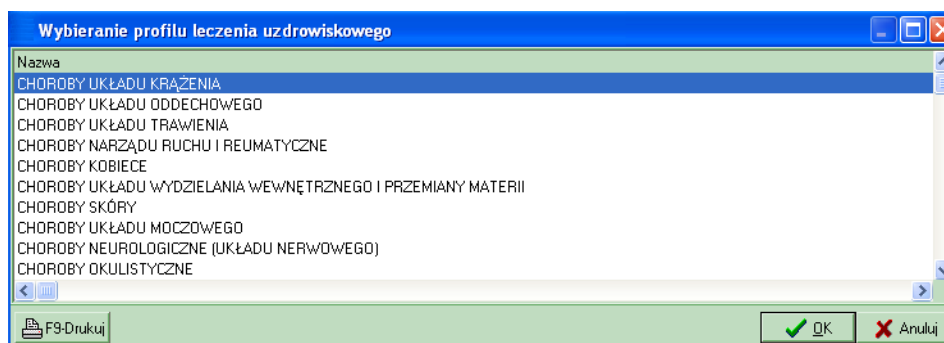 Wybieranie profilu leczenia uzdrowiskowego
Nazwa
CHOROBY UKŁADU KRĄŻENIA
CHOROBY UKŁADU ODDECHOWEGO
CHOROBY UKŁADU TRAWIENIA
CHOROBY NARZĄDU RUCHU I REUMATYCZNE
CHOROBY KOBIECE
CHOROBY UKŁADU WYDZIELANIA WEWNĘTRZNEGO I PRZEMIANY MATERII
CHOROBY SKÓRY
CHOROBY UKŁADU MOCZOWEGO
CHOROBY NEUROLOGICZNE (UKŁADU NERWOWEGO)
CHOROBY OKULISTYCZNE
F9-Drukuj OK Anuluj